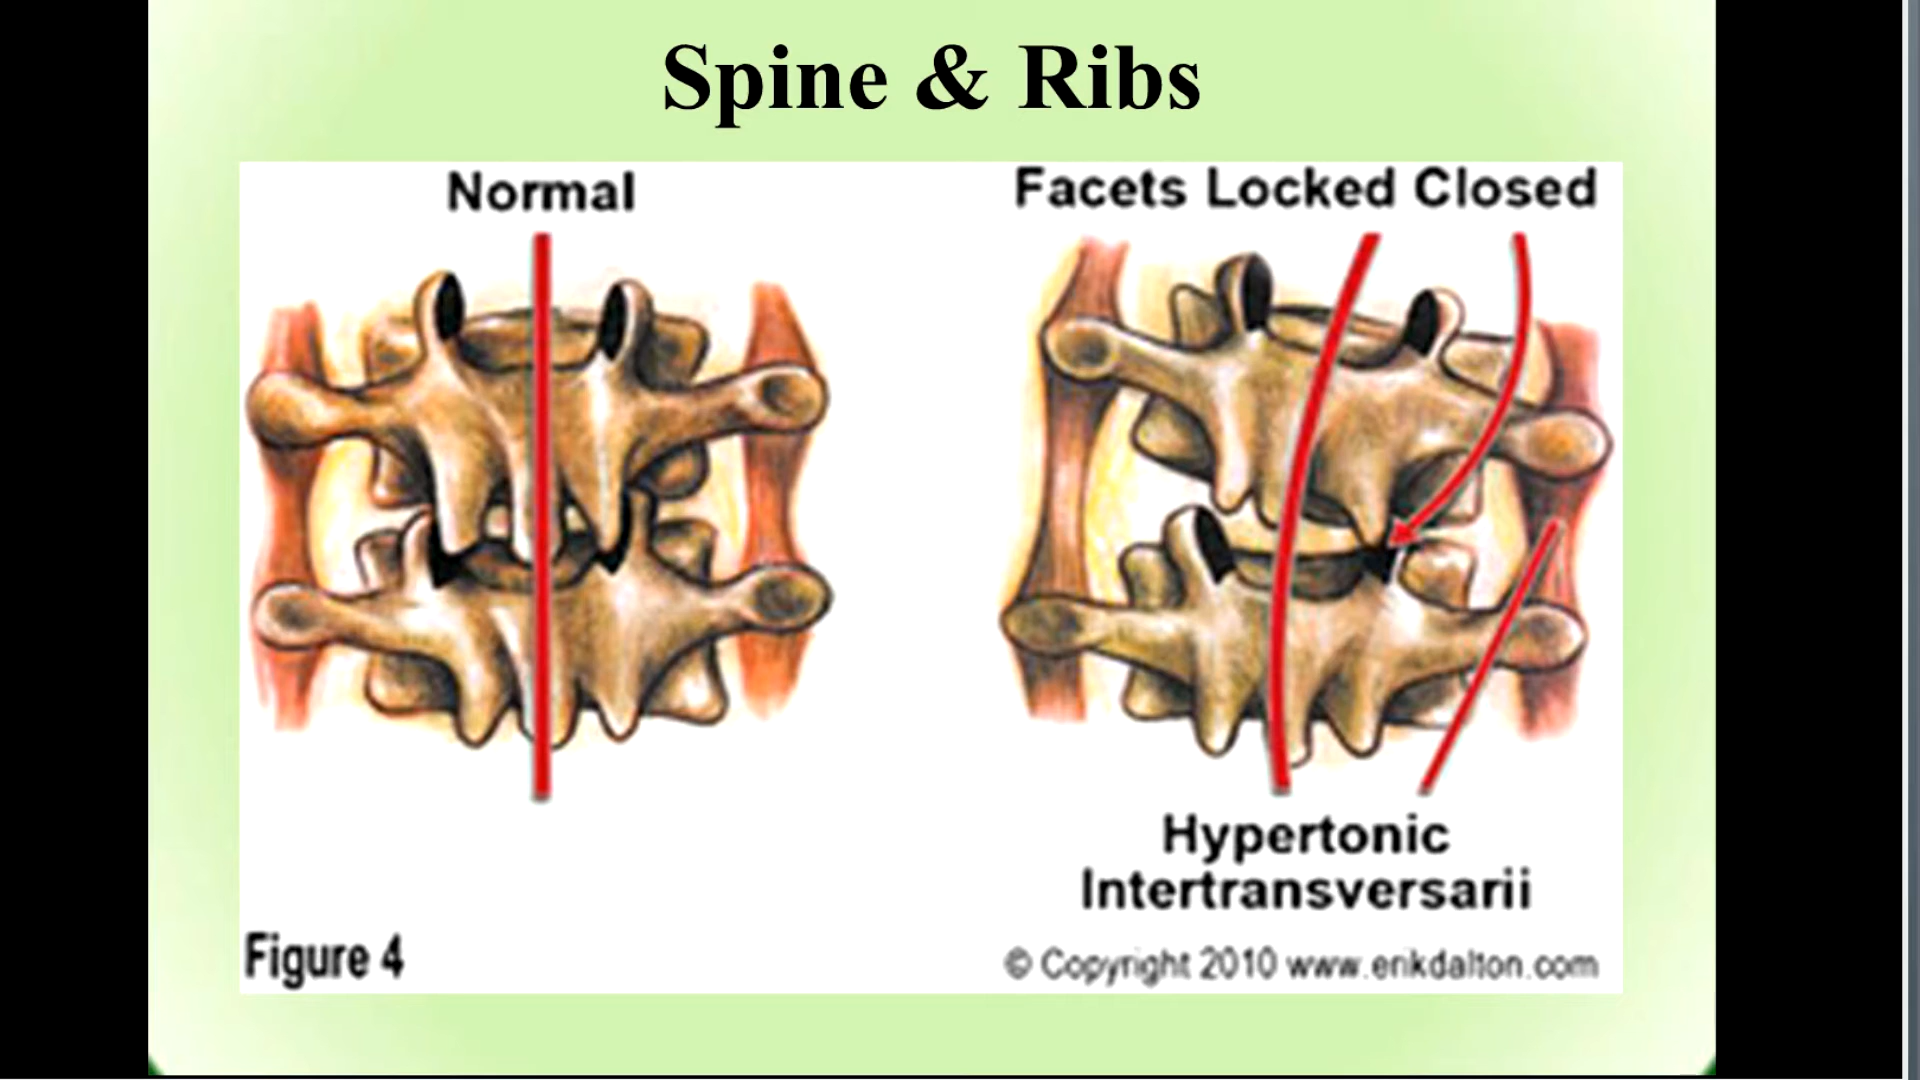 Spine & Ribs
Normal
Facets Locked Closed
Hypertonic
Intertransversarii
Figure 4
© Copyright 2010 www.erikdalton.com